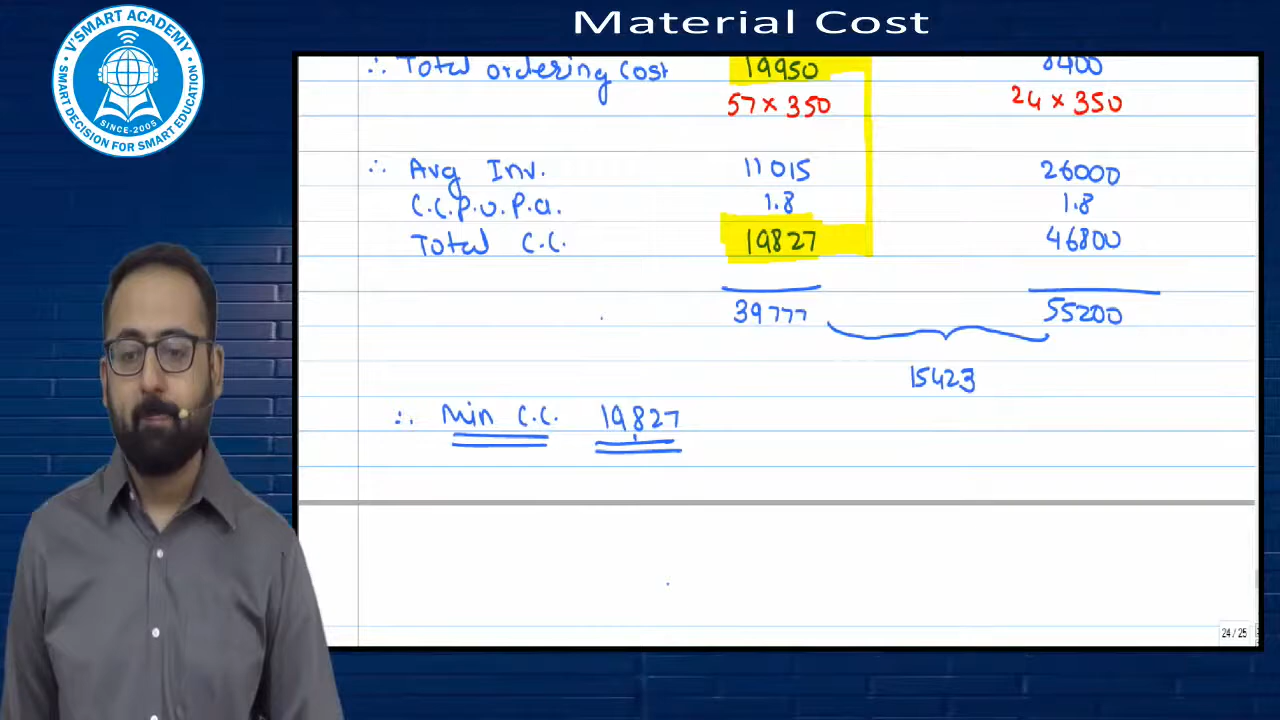 Material Cost
V'SMART ACADEMY
SINCE-2005
SMART DECISION FOR SMART EDUCATION
∴ Total ordering Cost 19950 8400
57 × 350 24 × 350
∴ Avg Inv. 11015 26000
C.C.P.U.P.a. 1.8 1.8
Total C.C. 19827 46800
39777 55200
15423
∴ Min C.C. 19827
24 / 25